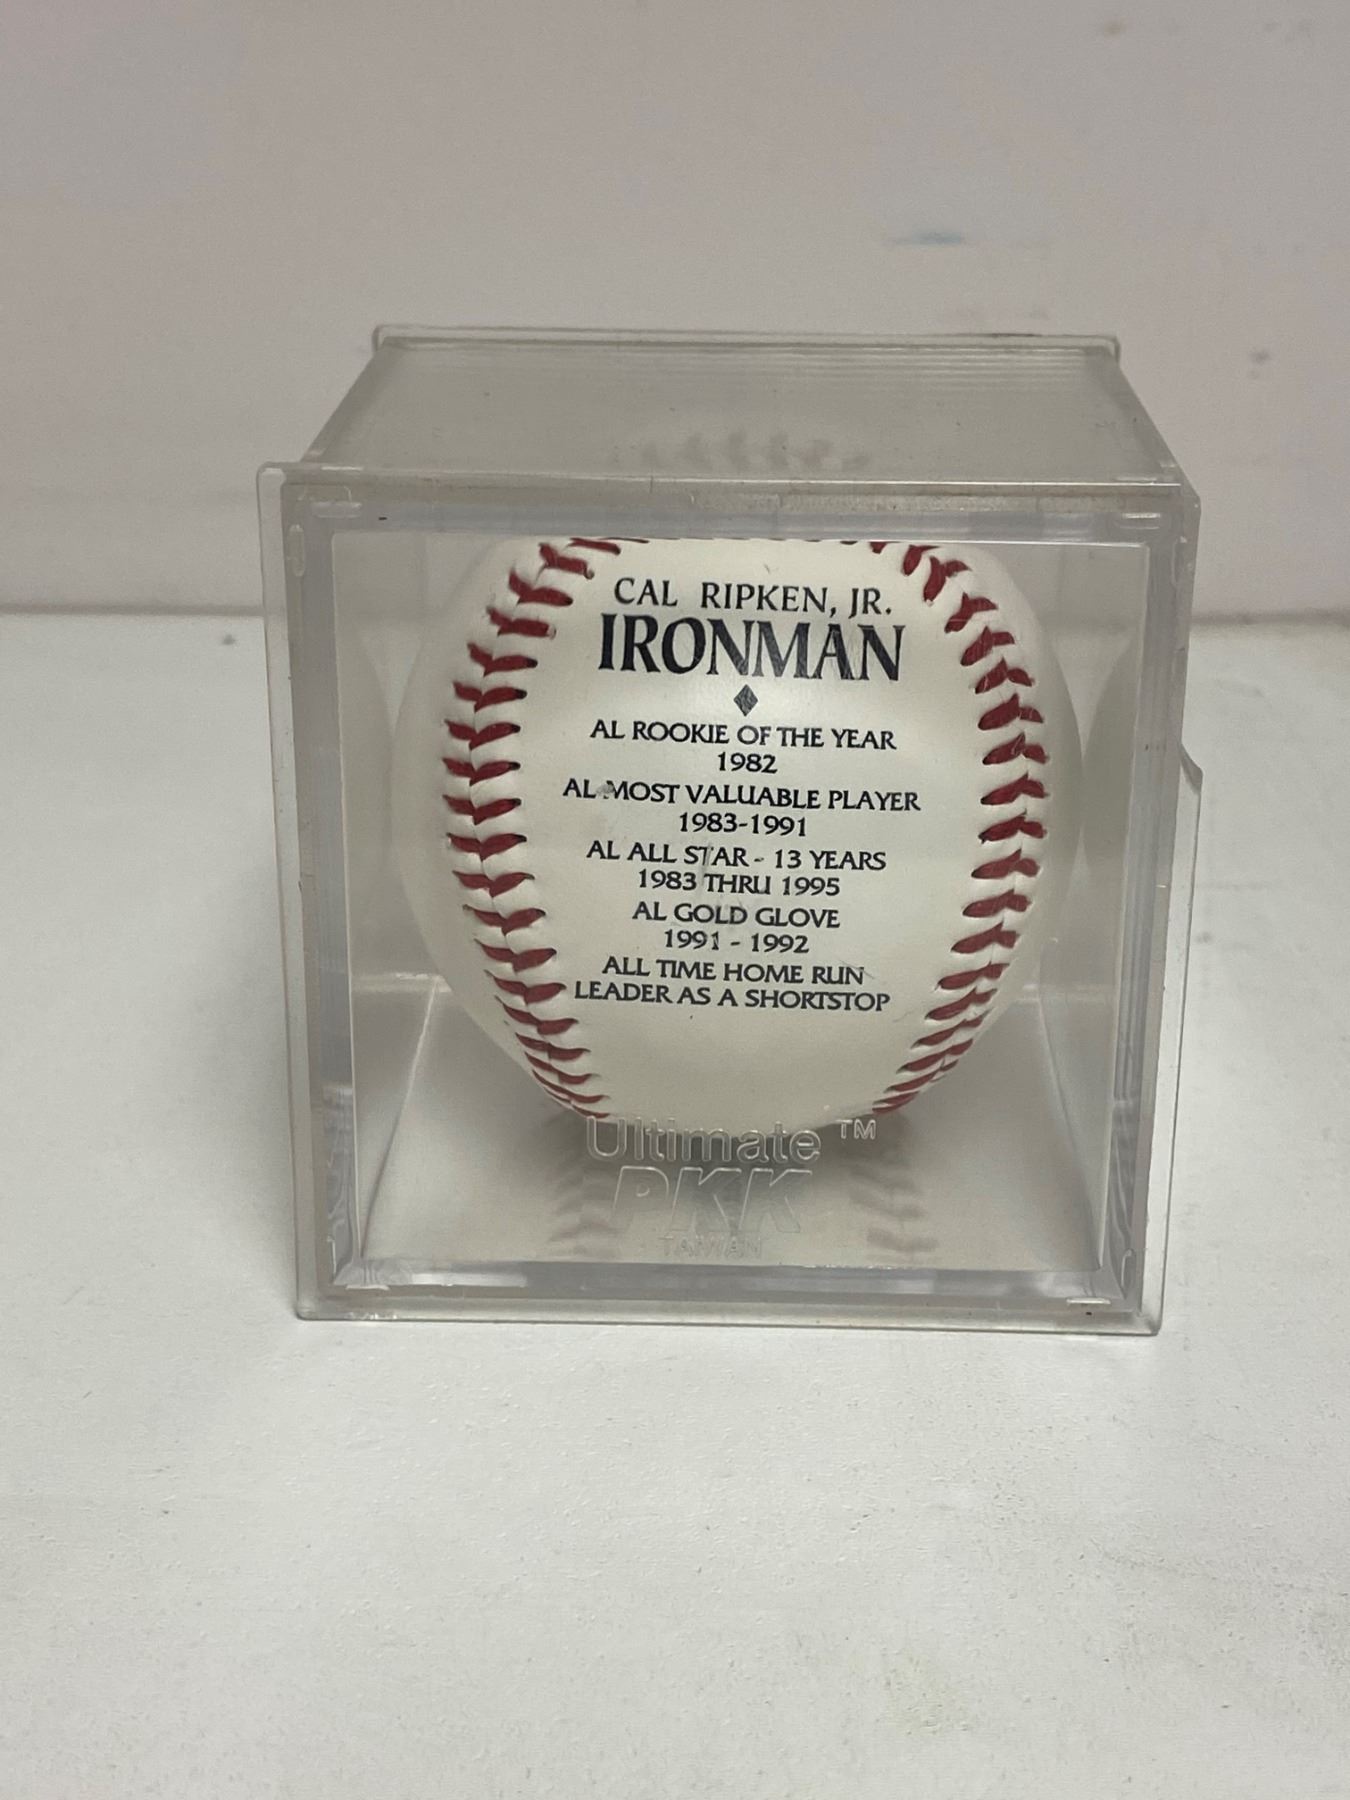 CAL RIPKEN, JR.
IRONMAN
AL ROOKIE OF THE YEAR
1982
AL MOST VALUABLE PLAYER
1983-1991
AL ALL STAR - 13 YEARS
1983 THRU 1995
AL GOLD GLOVE
1991 - 1992
ALL TIME HOME RUN
LEADER AS A SHORTSTOP
Ultimate ™
PKK
TAIWAN